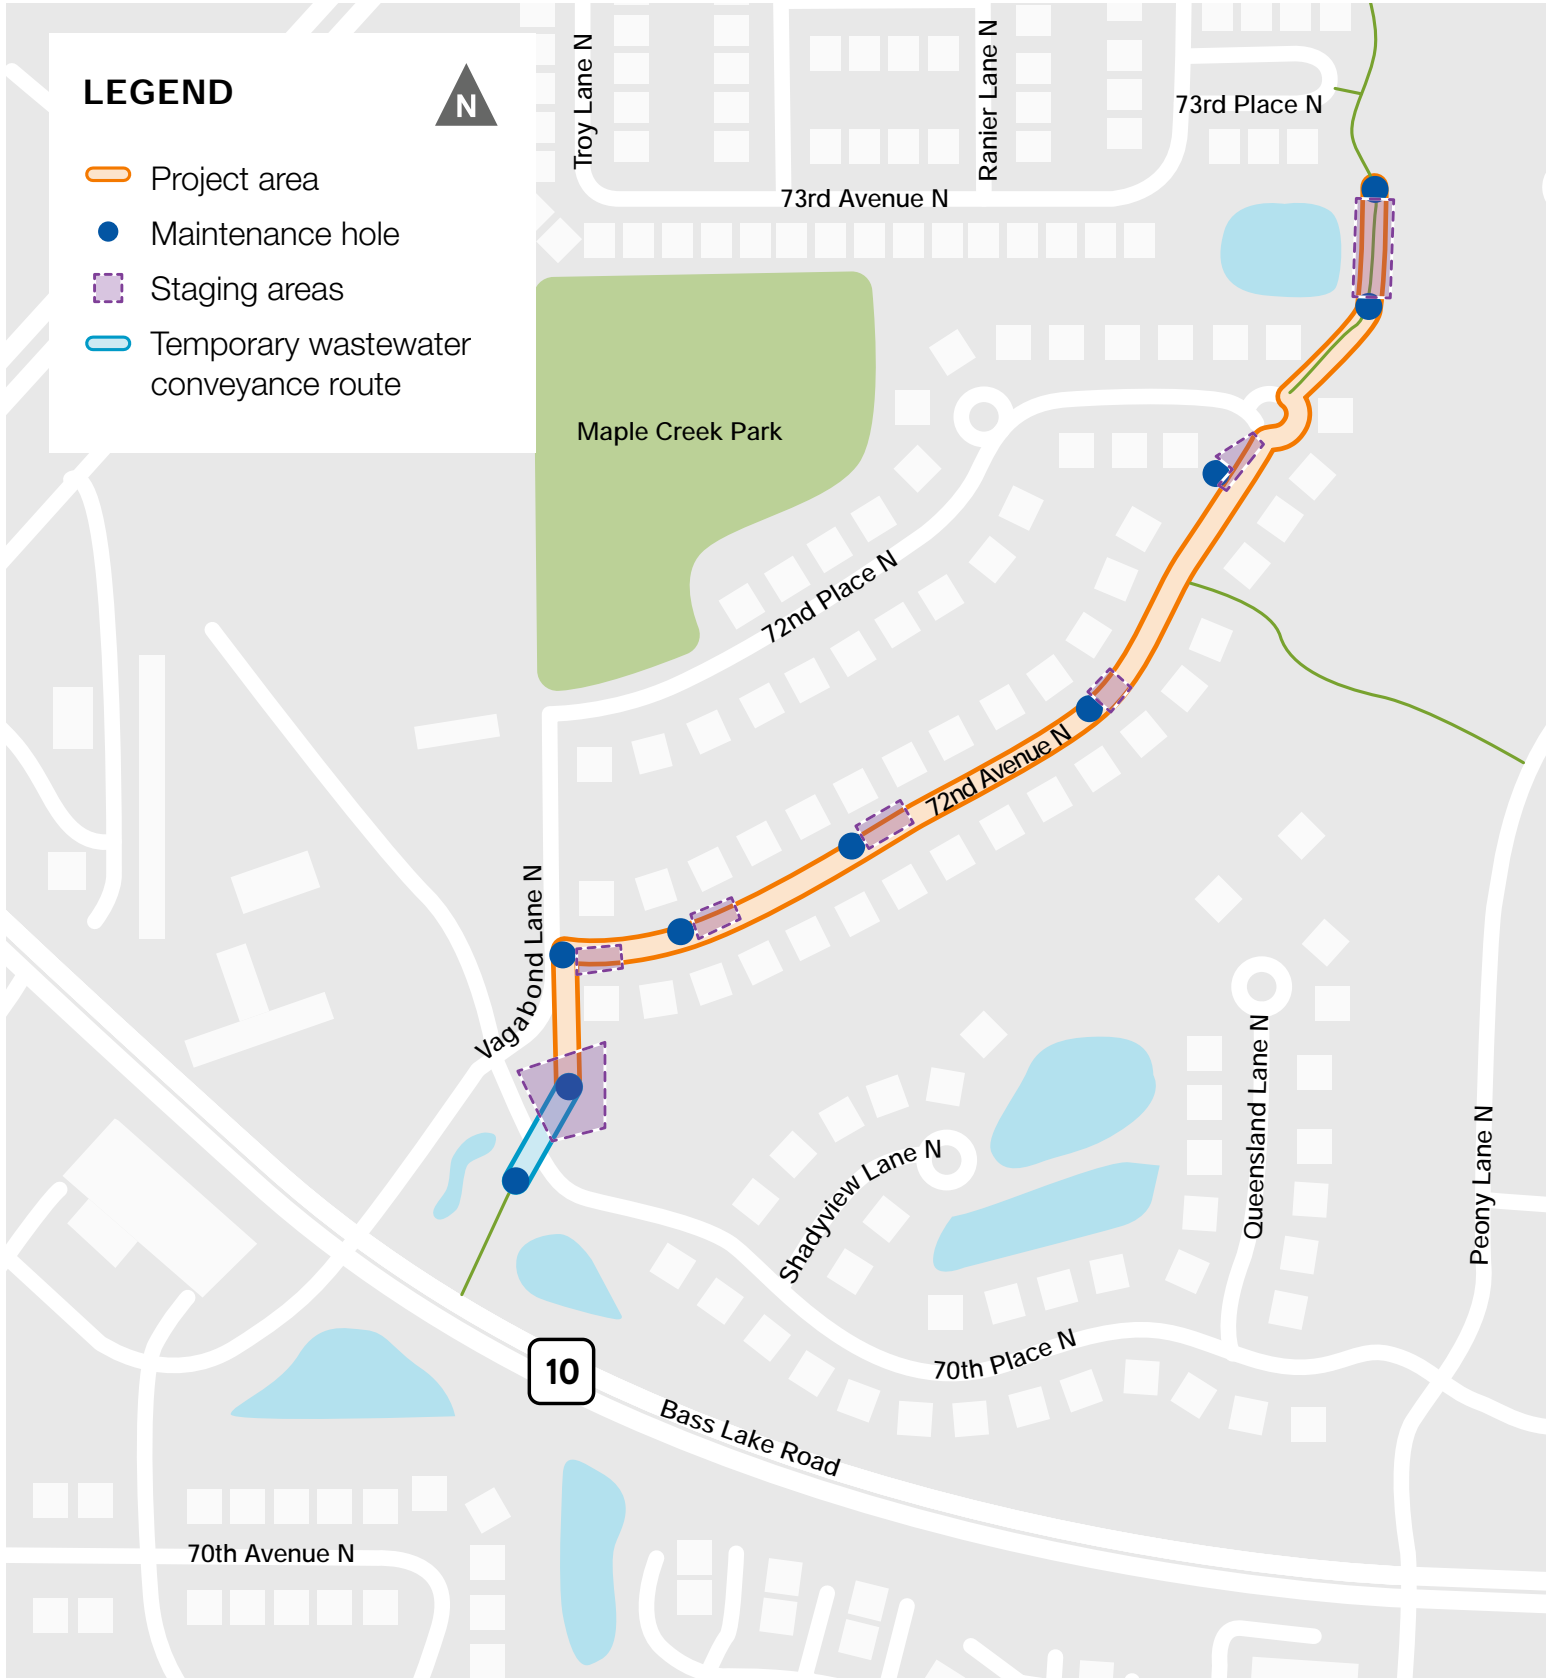 LEGEND
N
Project area
Maintenance hole
Staging areas
Temporary wastewater
conveyance route
Troy Lane N
Ranier Lane N
73rd Place N
73rd Avenue N
Maple Creek Park
72nd Place N
72nd Avenue N
Vagabond Lane N
Shadyview Lane N
Queensland Lane N
Peony Lane N
70th Place N
10
Bass Lake Road
70th Avenue N